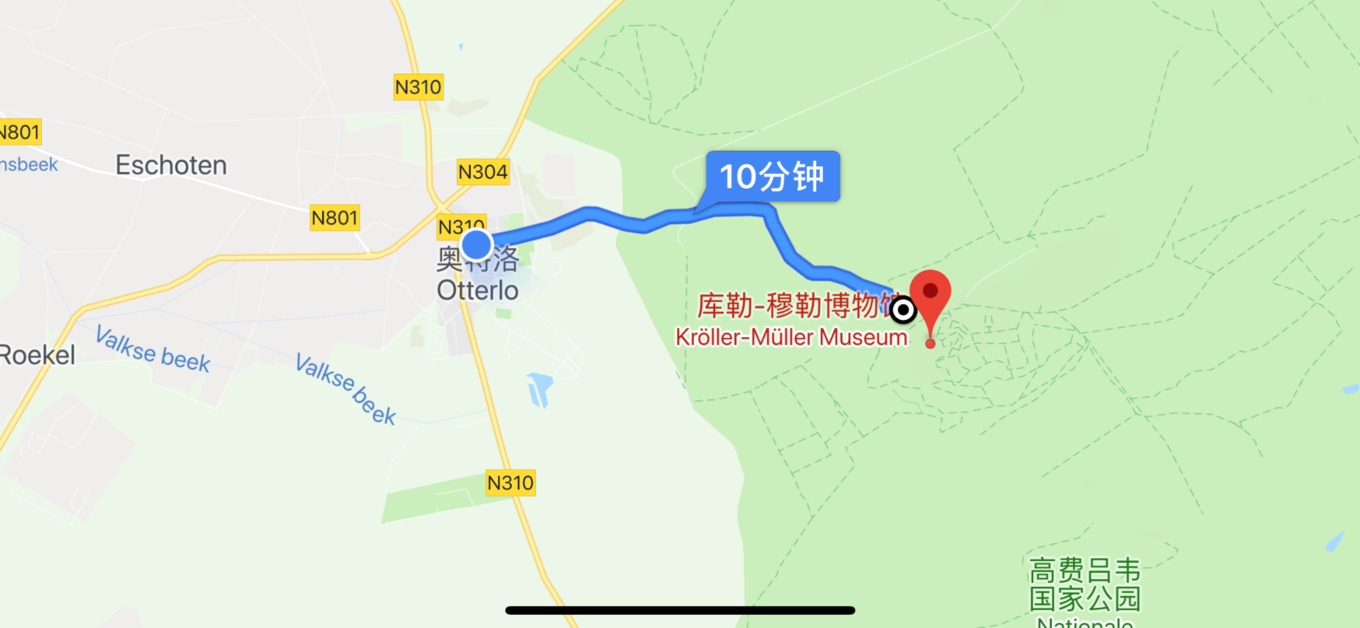 N310
N801
nsbeek
Eschoten
N304
10分钟
N801
N310
奥特洛
Otterlo
库勒-穆勒博物馆
Kröller-Müller Museum
Roekel
Valkse beek
Valkse beek
N310
高费吕韦
国家公园
Nationale